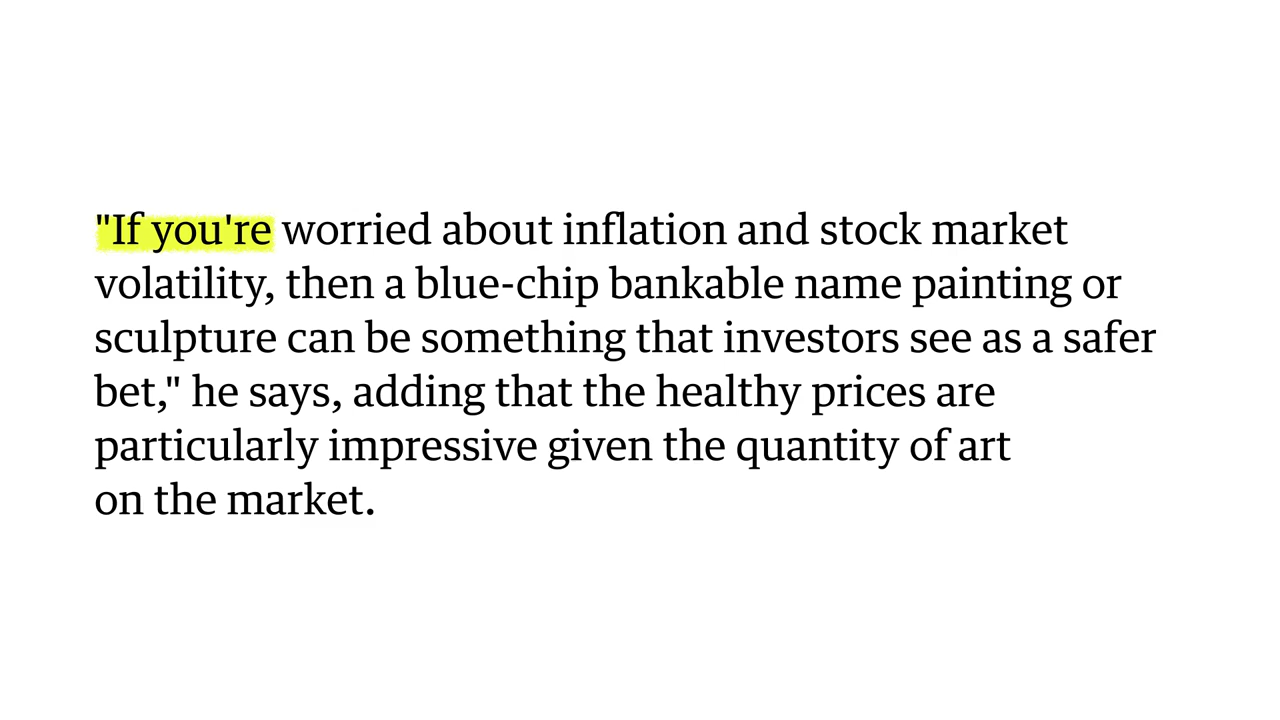 "If you're worried about inflation and stock market
volatility, then a blue-chip bankable name painting or
sculpture can be something that investors see as a safer
bet," he says, adding that the healthy prices are
particularly impressive given the quantity of art
on the market.